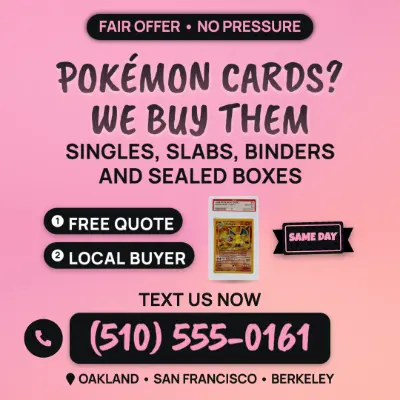 FAIR OFFER • NO PRESSURE
POKÉMON CARDS?
WE BUY THEM
SINGLES, SLABS, BINDERS
AND SEALED BOXES
1 FREE QUOTE
2 LOCAL BUYER
SAME DAY
TEXT US NOW
(510) 555-0161
OAKLAND • SAN FRANCISCO • BERKELEY